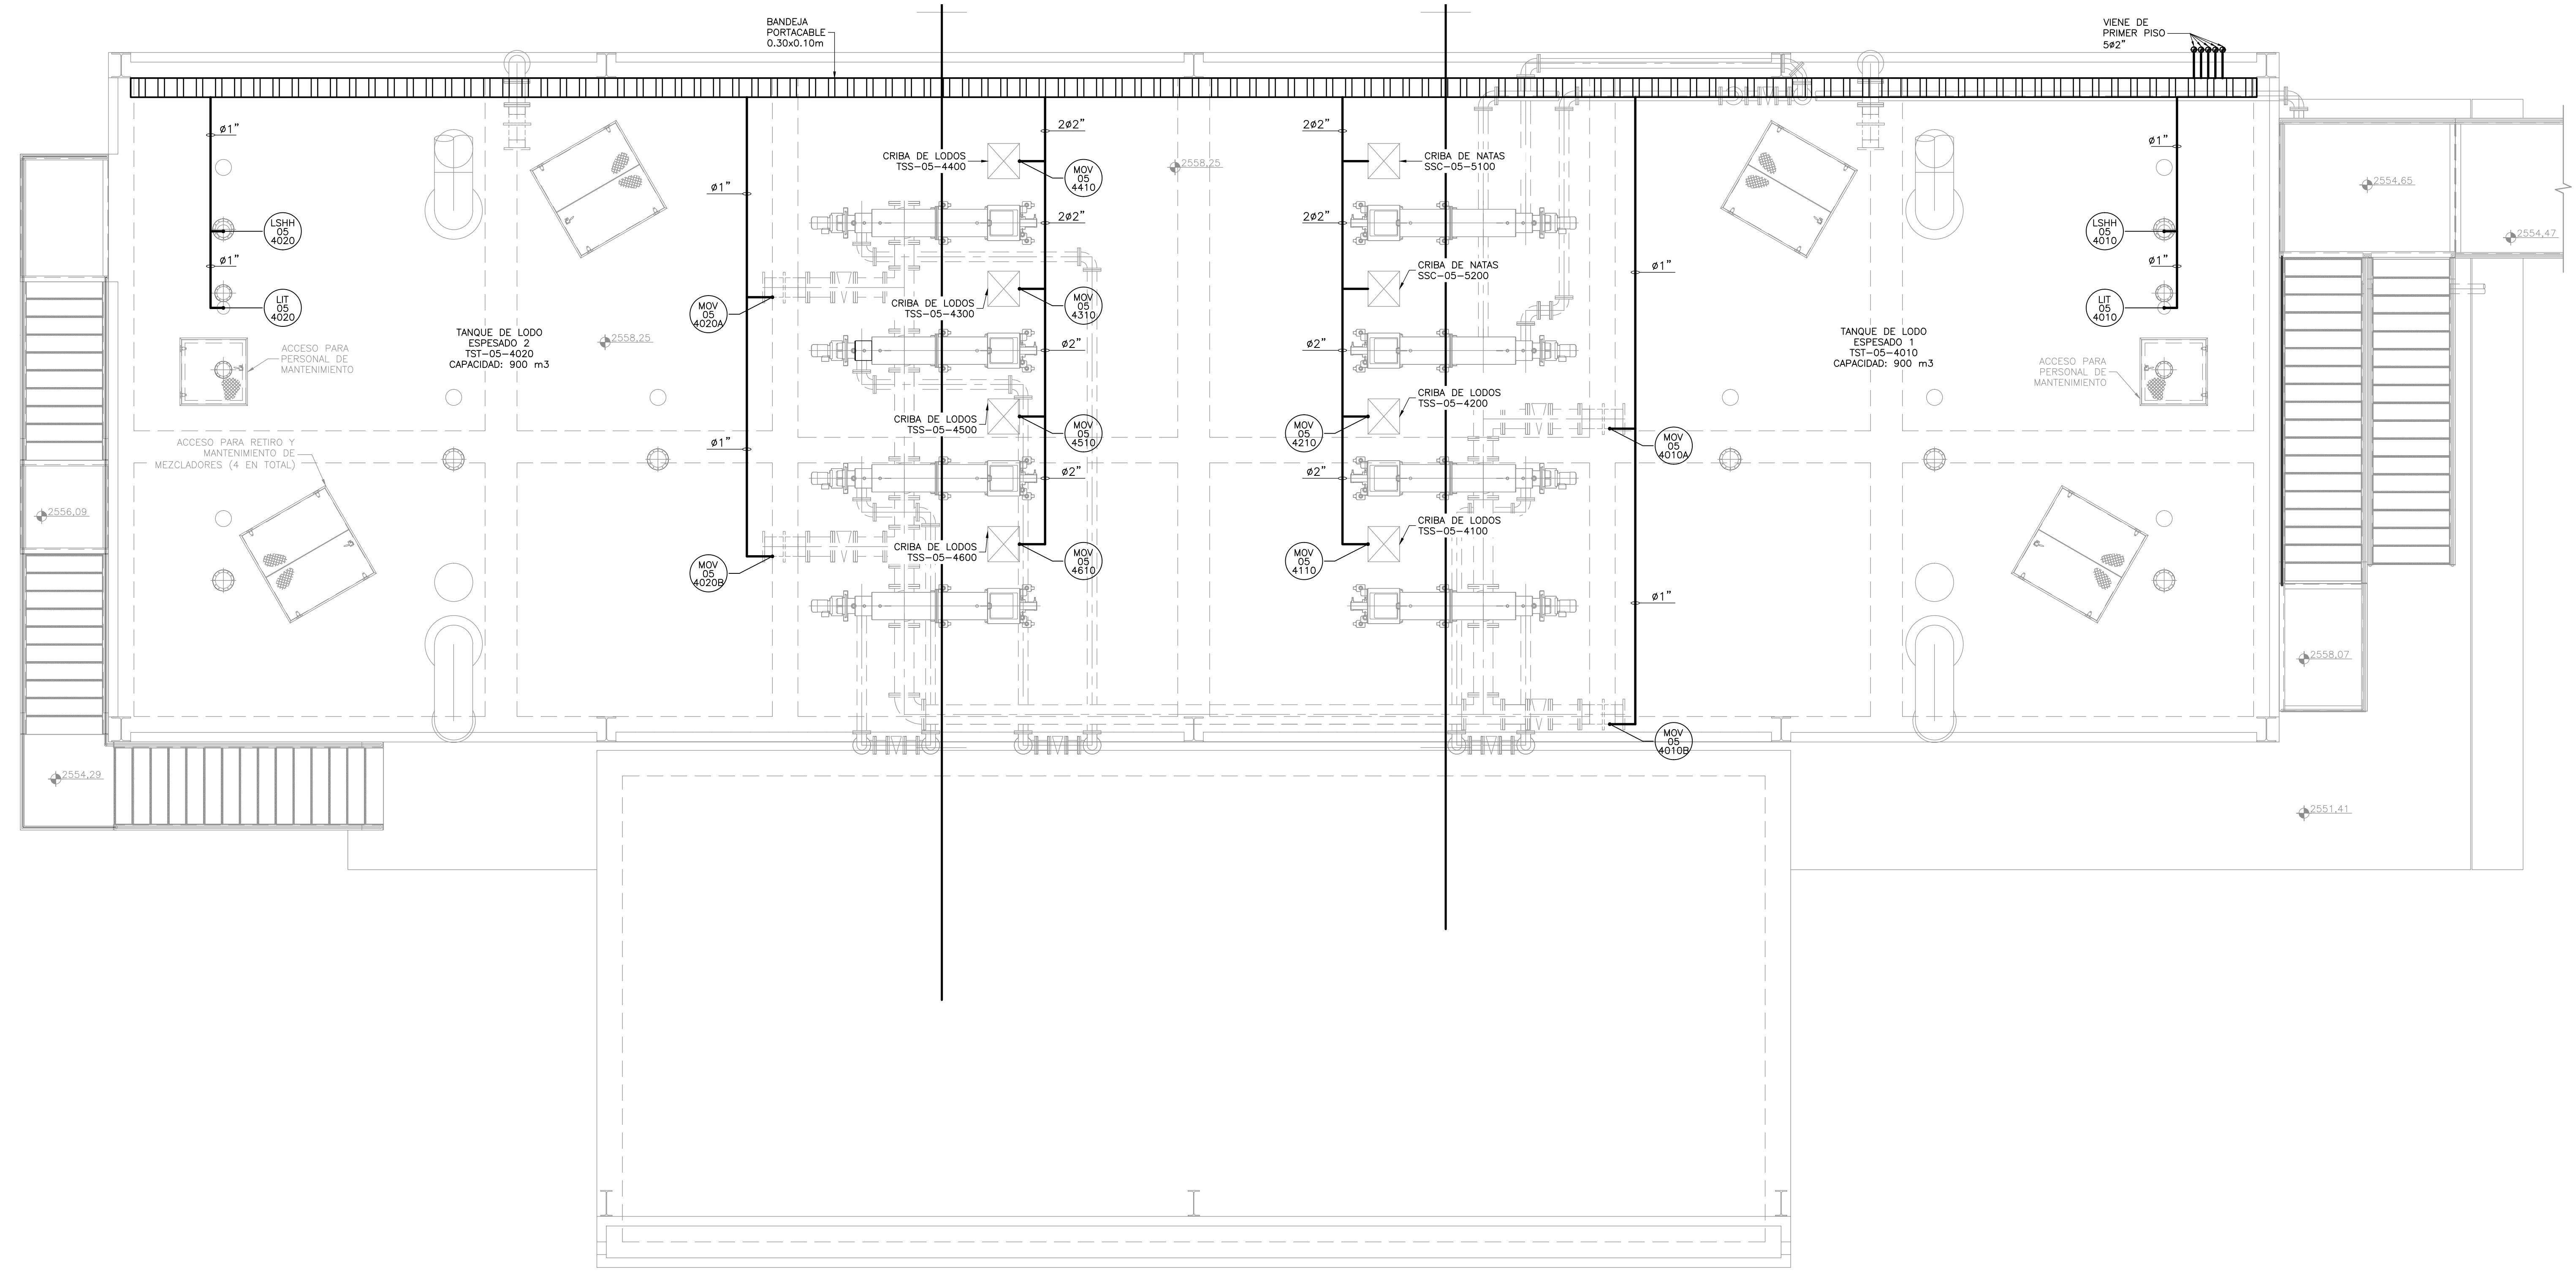 BANDEJA
PORTACABLE
0.30x0.10m
VIENE DE
PRIMER PISO
5ø2"
ø1"
ø1"
LSHH
05
4020
LIT
05
4020
ACCESO PARA
PERSONAL DE
MANTENIMIENTO
TANQUE DE LODO
ESPESADO 2
TST-05-4020
CAPACIDAD: 900 m3
2558,25
ACCESO PARA RETIRO Y
MANTENIMIENTO DE
MEZCLADORES (4 EN TOTAL)
2556,09
2554,29
ø1"
ø1"
MOV
05
4020A
MOV
05
4020B
CRIBA DE LODOS
TSS-05-4400
CRIBA DE LODOS
TSS-05-4300
CRIBA DE LODOS
TSS-05-4500
CRIBA DE LODOS
TSS-05-4600
2ø2"
MOV
05
4410
2ø2"
MOV
05
4310
ø2"
MOV
05
4510
ø2"
MOV
05
4610
2558,25
2ø2"
2ø2"
ø2"
MOV
05
4210
ø2"
MOV
05
4110
CRIBA DE NATAS
SSC-05-5100
CRIBA DE NATAS
SSC-05-5200
CRIBA DE LODOS
TSS-05-4200
CRIBA DE LODOS
TSS-05-4100
ø1"
MOV
05
4010A
ø1"
MOV
05
4010B
TANQUE DE LODO
ESPESADO 1
TST-05-4010
CAPACIDAD: 900 m3
ø1"
LSHH
05
4010
ø1"
LIT
05
4010
ACCESO PARA
PERSONAL DE
MANTENIMIENTO
2554,65
2554,47
2558,07
2551,41